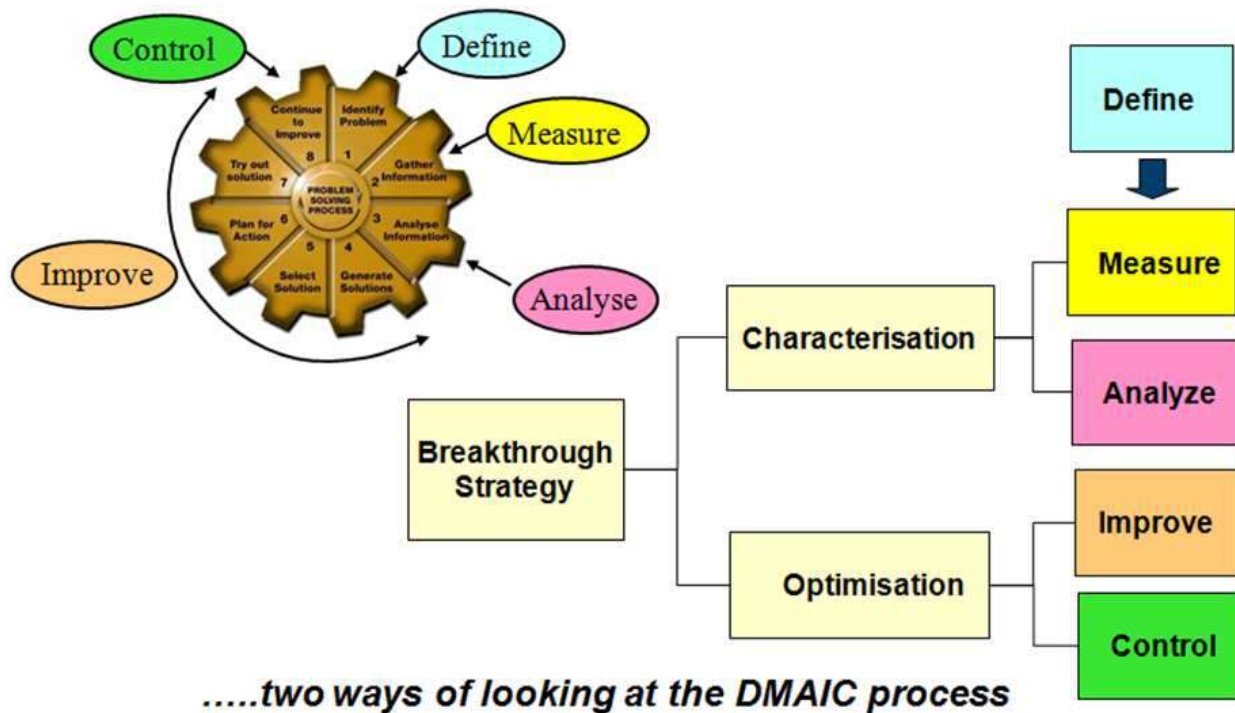 Control
Define
Measure
Improve
Analyse
Continue
to
Improve
8
Identify
Problem
1
Gather
Information
2
Analyse
Information
3
Generate
Solutions
4
Select
Solution
5
Plan for
Action
6
Try out
solution
7
PROBLEM
SOLVING
PROCESS
Define
Measure
Analyze
Improve
Control
Characterisation
Optimisation
Breakthrough
Strategy
.....two ways of looking at the DMAIC process